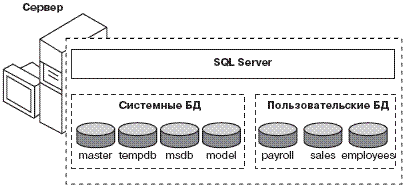 Сервер
SQL Server
Системные БД
Пользовательские БД
master tempdb msdb model
payroll sales employees